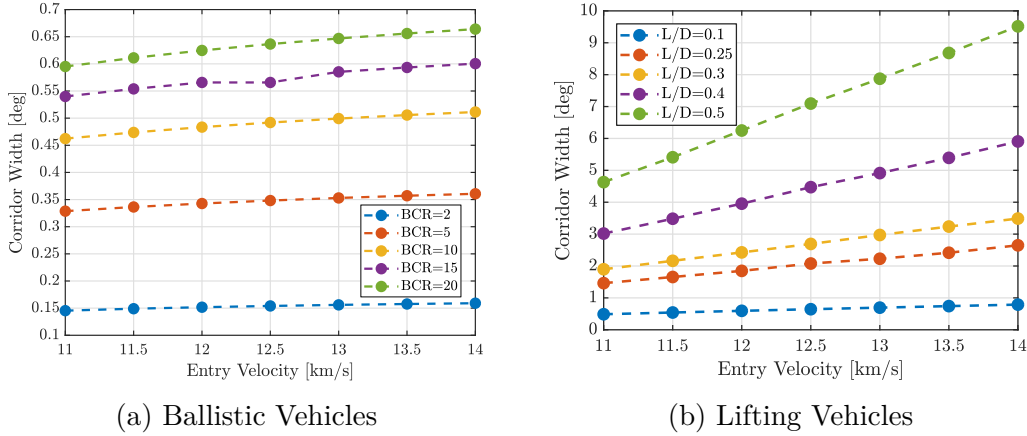 0.7
0.65
0.6
0.55
0.5
0.45
0.4
0.35
0.3
0.25
0.2
0.15
0.1
Corridor Width [deg]
BCR=2
BCR=5
BCR=10
BCR=15
BCR=20
11 11.5 12 12.5 13 13.5 14
Entry Velocity [km/s]
(a) Ballistic Vehicles
10
9
8
7
6
5
4
3
2
1
0
Corridor Width [deg]
L/D=0.1
L/D=0.25
L/D=0.3
L/D=0.4
L/D=0.5
11 11.5 12 12.5 13 13.5 14
Entry Velocity [km/s]
(b) Lifting Vehicles